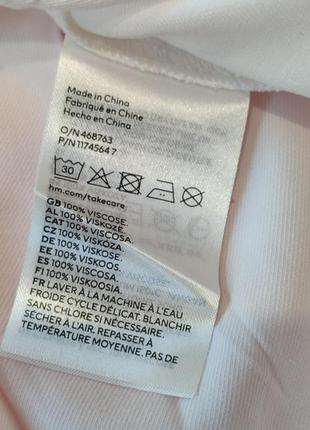 Made in China
Fabriqué en Chine
Hecho en China
O/N 468763
P/N 11745647
30
hm.com/takecare
GB 100% VISCOSE.
AL 100% VISKOZË.
CAT 100% VISCOSA.
CZ 100% VISKÓZA.
DE 100% VISKOSE.
EE 100% VISKOOS.
ES 100% VISCOSA.
FI 100% VISKOOSIA.
FR LAVER À LA MACHINE À L'EAU
FROIDE CYCLE DÉLICAT. BLANCHIR
SANS CHLORE SI NÉCESSAIRE.
SÉCHER À L'AIR. REPASSER À
TEMPÉRATURE MOYENNE. PAS DE